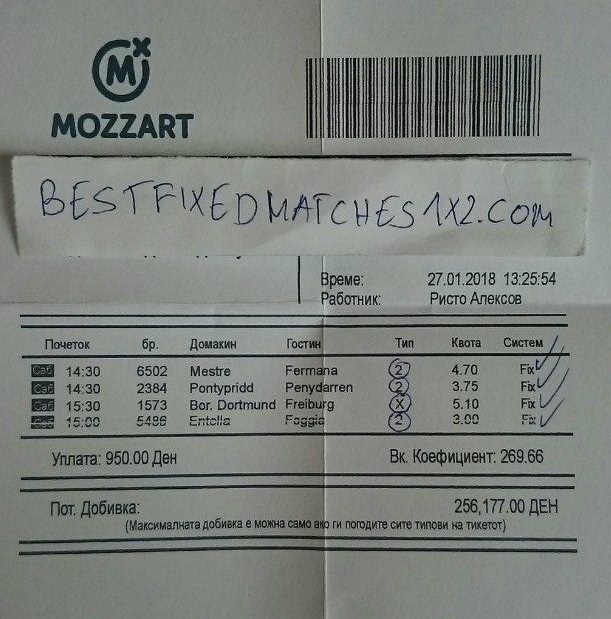 MOZZART
BESTFIXEDMATCHES1X2.COM
Време: 27.01.2018 13:25:54
Работник: Ристо Алексов
Почеток бр. Домакин Гостин Тип Квота Систем
Саб 14:30 6502 Mestre Fermana 2 4.70 Fix
Саб 14:30 2384 Pontypridd Penydarren 2 3.75 Fix
Саб 15:30 1573 Bor. Dortmund Freiburg X 5.10 Fix
Саб 15:00 5486 Entella Foggia 2 3.00 Fix
Уплата: 950.00 Ден Вк. Коефициент: 269.66
Пот. Добивка: 256,177.00 ДЕН
(Максималната добивка е можна само ако ги погодите сите типови на тикетот)